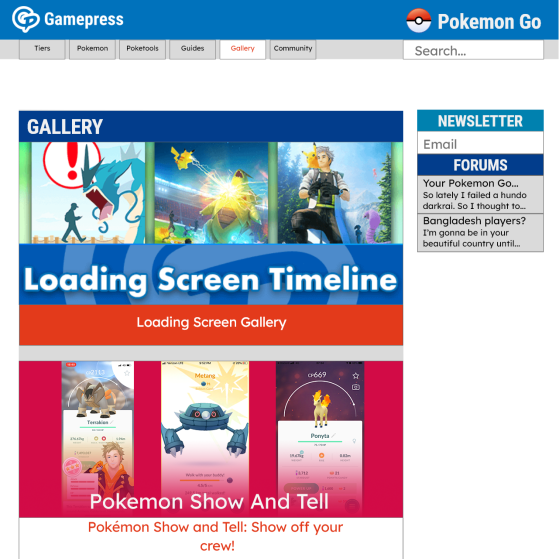 Gamepress
Pokemon Go
Tiers
Pokemon
Poketools
Guides
Gallery
Community
Search...
GALLERY
Loading Screen Timeline
Loading Screen Gallery
CP669
Terrakion
Metang
Ponyta
Pokemon Show And Tell
Pokémon Show and Tell: Show off your
crew!
NEWSLETTER
Email
FORUMS
Your Pokemon Go...
So lately I failed a hundo
darkrai. So I thought to...
Bangladesh players?
I'm gonna be in your
beautiful country until...